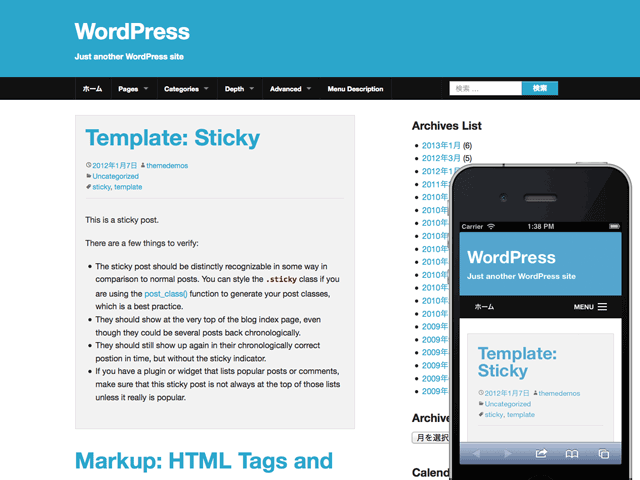 WordPress
Just another WordPress site
ホーム Pages Categories Depth Advanced Menu Description
検索 … 検索
Template: Sticky
2012年1月7日 themedemos
Uncategorized
sticky, template
This is a sticky post.
There are a few things to verify:
The sticky post should be distinctly recognizable in some way in
comparison to normal posts. You can style the .sticky class if you
are using the post_class() function to generate your post classes,
which is a best practice.
They should show at the very top of the blog index page, even
though they could be several posts back chronologically.
They should still show up again in their chronologically correct
postion in time, but without the sticky indicator.
If you have a plugin or widget that lists popular posts or comments,
make sure that this sticky post is not always at the top of those lists
unless it really is popular.
Markup: HTML Tags and
Archives List
2013年1月 (6)
2012年3月 (5)
2012年1
2011年
2010年
2010年
2010年
2010年
2010年
2010年
2010年
2010年
2010年
2009年
2009年
2009年
2009年
2009年
Archive
月を選択
Calend
Carrier 1:38 PM
WordPress
Just another WordPress site
ホーム MENU
Template:
Sticky
2012年1月7日 themedemos
Uncategorized
sticky, template